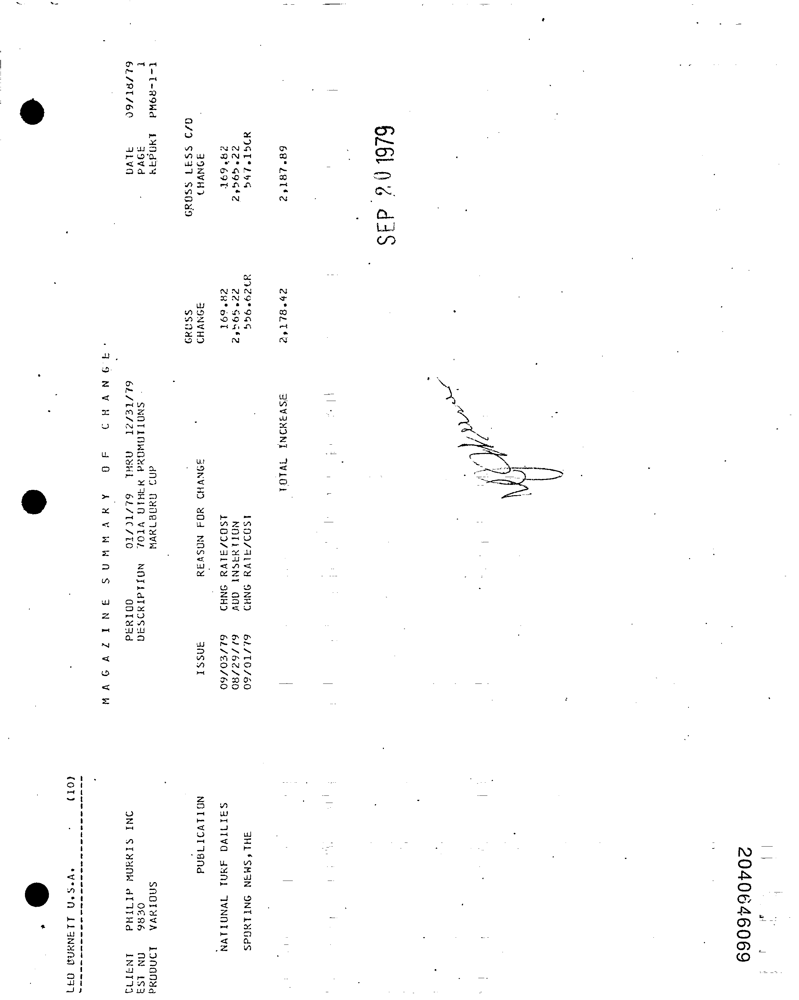 LEO BURNETT U.S.A. (10)
MAGAZINE SUMMARY OF CHANGE
CLIENT PHILIP MORRIS INC PERIOD 01/01/79 THRU 12/31/79 DATE 09/18/79
EST NO 9830 DESCRIPTION 701A OTHER PROMOTIONS PAGE 1
PRODUCT VARIOUS MARLBORO CUP REPORT PM68-1-1
PUBLICATION ISSUE REASON FOR CHANGE GROSS CHANGE GROSS LESS C/D CHANGE
NATIONAL TURF DAILIES 09/03/79 CHNG RATE/COST 169.82 169.82
08/29/79 ADD INSERTION 2,565.22 2,565.22
SPORTING NEWS,THE 09/01/79 CHNG RATE/COST 556.62CR 547.15CR
TOTAL INCREASE 2,178.42 2,187.89
SEP 20 1979
2040646069